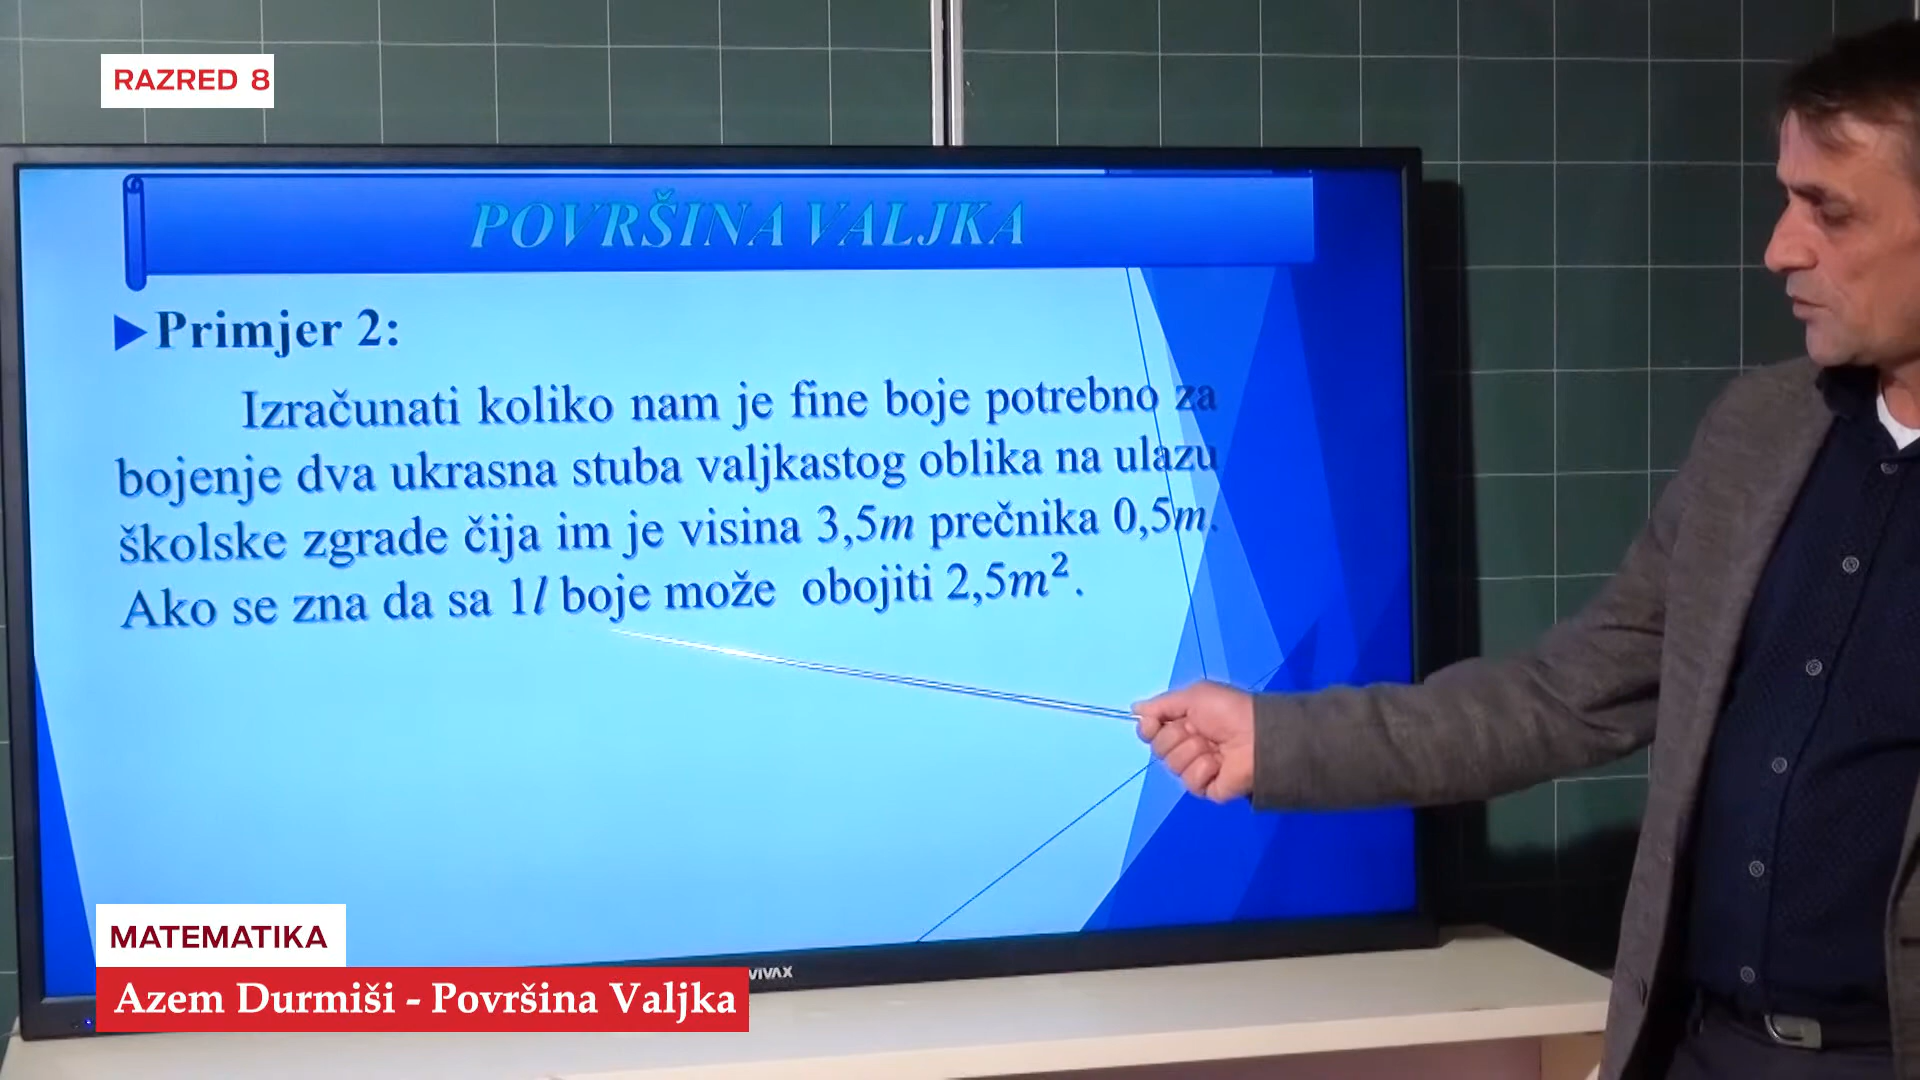 RAZRED 8
POVRŠINA VALJKA
Primjer 2:
Izračunati koliko nam je fine boje potrebno za
bojenje dva ukrasna stuba valjkastog oblika na ulazu
školske zgrade čija im je visina 3,5m prečnika 0,5m.
Ako se zna da sa 1l boje može obojiti 2,5m².
VIVAX
MATEMATIKA
Azem Durmiši - Površina Valjka